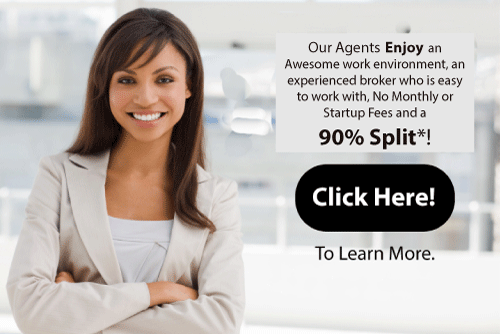 Our Agents Enjoy an
Awesome work environment, an
experienced broker who is easy
to work with, No Monthly or
Startup Fees and a
90% Split*!
Click Here!
To Learn More.